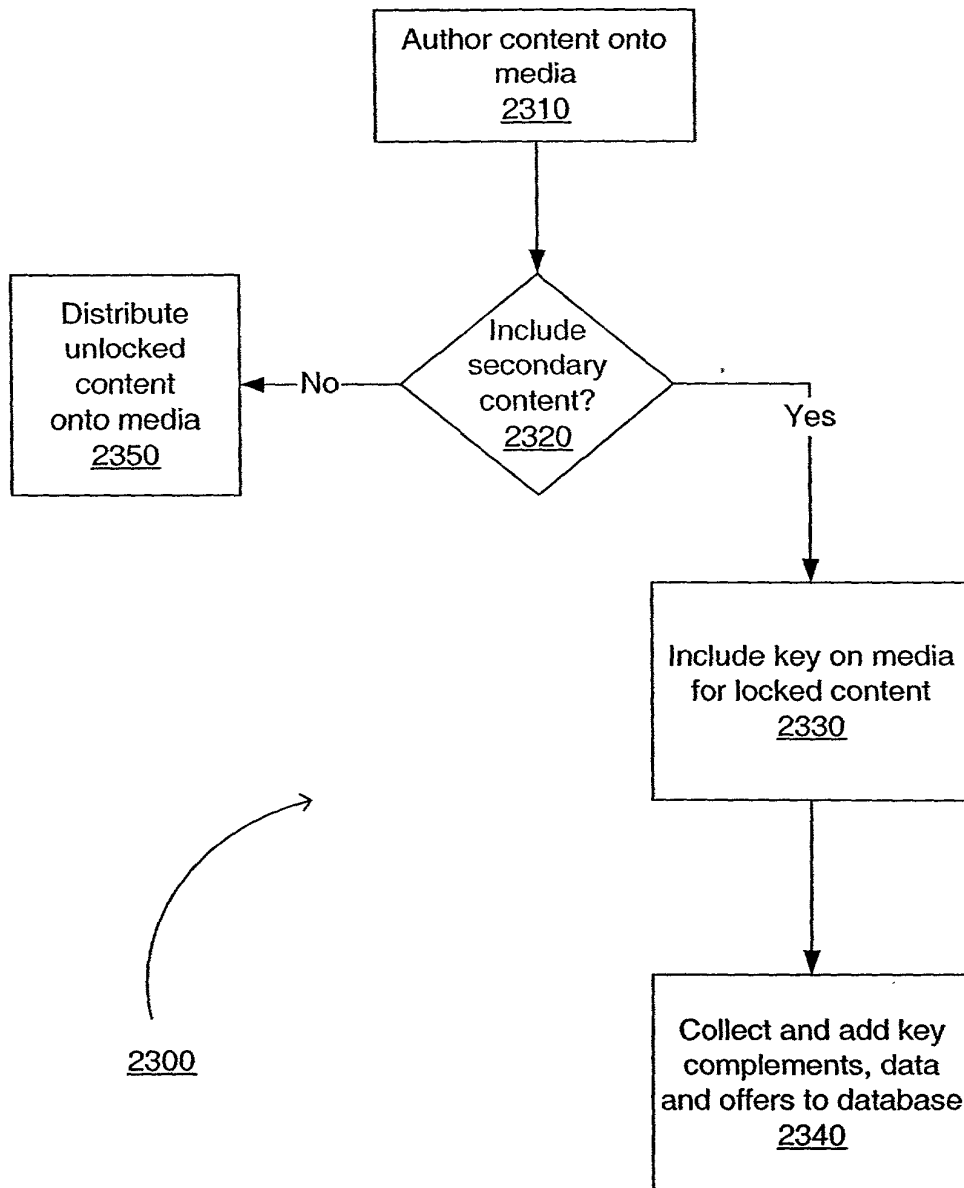 Author content onto
media
2310
Include
secondary
content?
2320
No
Yes
Distribute
unlocked
content
onto media
2350
Include key on media
for locked content
2330
Collect and add key
complements, data
and offers to database
2340
2300